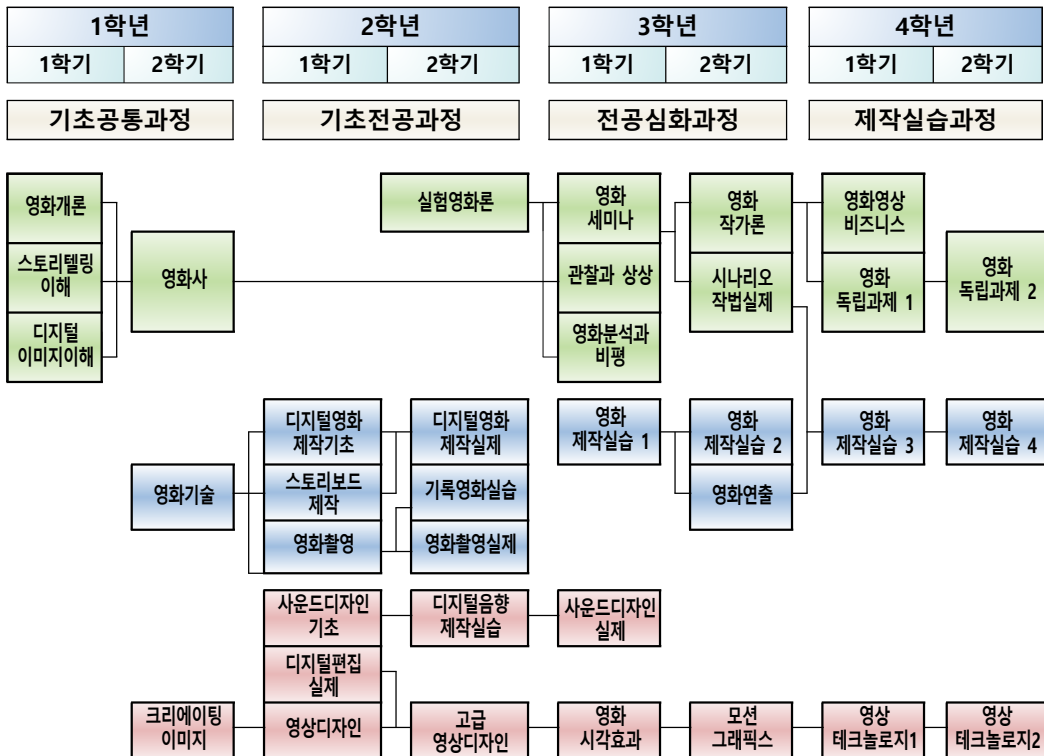 1학년
2학년
3학년
4학년
1학기
2학기
1학기
2학기
1학기
2학기
1학기
2학기
기초공통과정
기초전공과정
전공심화과정
제작실습과정
영화개론
스토리텔링
이해
디지털
이미지이해
영화사
실험영화론
영화
세미나
관찰과 상상
영화분석과
비평
영화
작가론
시나리오
작법실제
영화영상
비즈니스
영화
독립과제 1
영화
독립과제 2
영화기술
디지털영화
제작기초
스토리보드
제작
영화촬영
디지털영화
제작실제
기록영화실습
영화촬영실제
영화
제작실습 1
영화
제작실습 2
영화연출
영화
제작실습 3
영화
제작실습 4
사운드디자인
기초
디지털음향
제작실습
사운드디자인
실제
디지털편집
실제
크리에이팅
이미지
영상디자인
고급
영상디자인
영화
시각효과
모션
그래픽스
영상
테크놀로지1
영상
테크놀로지2